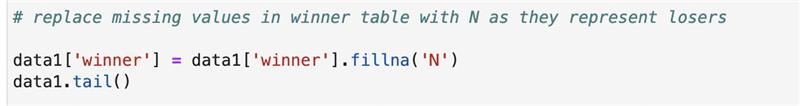 # replace missing values in winner table with N as they represent losers
data1['winner'] = data1['winner'].fillna('N')
data1.tail()